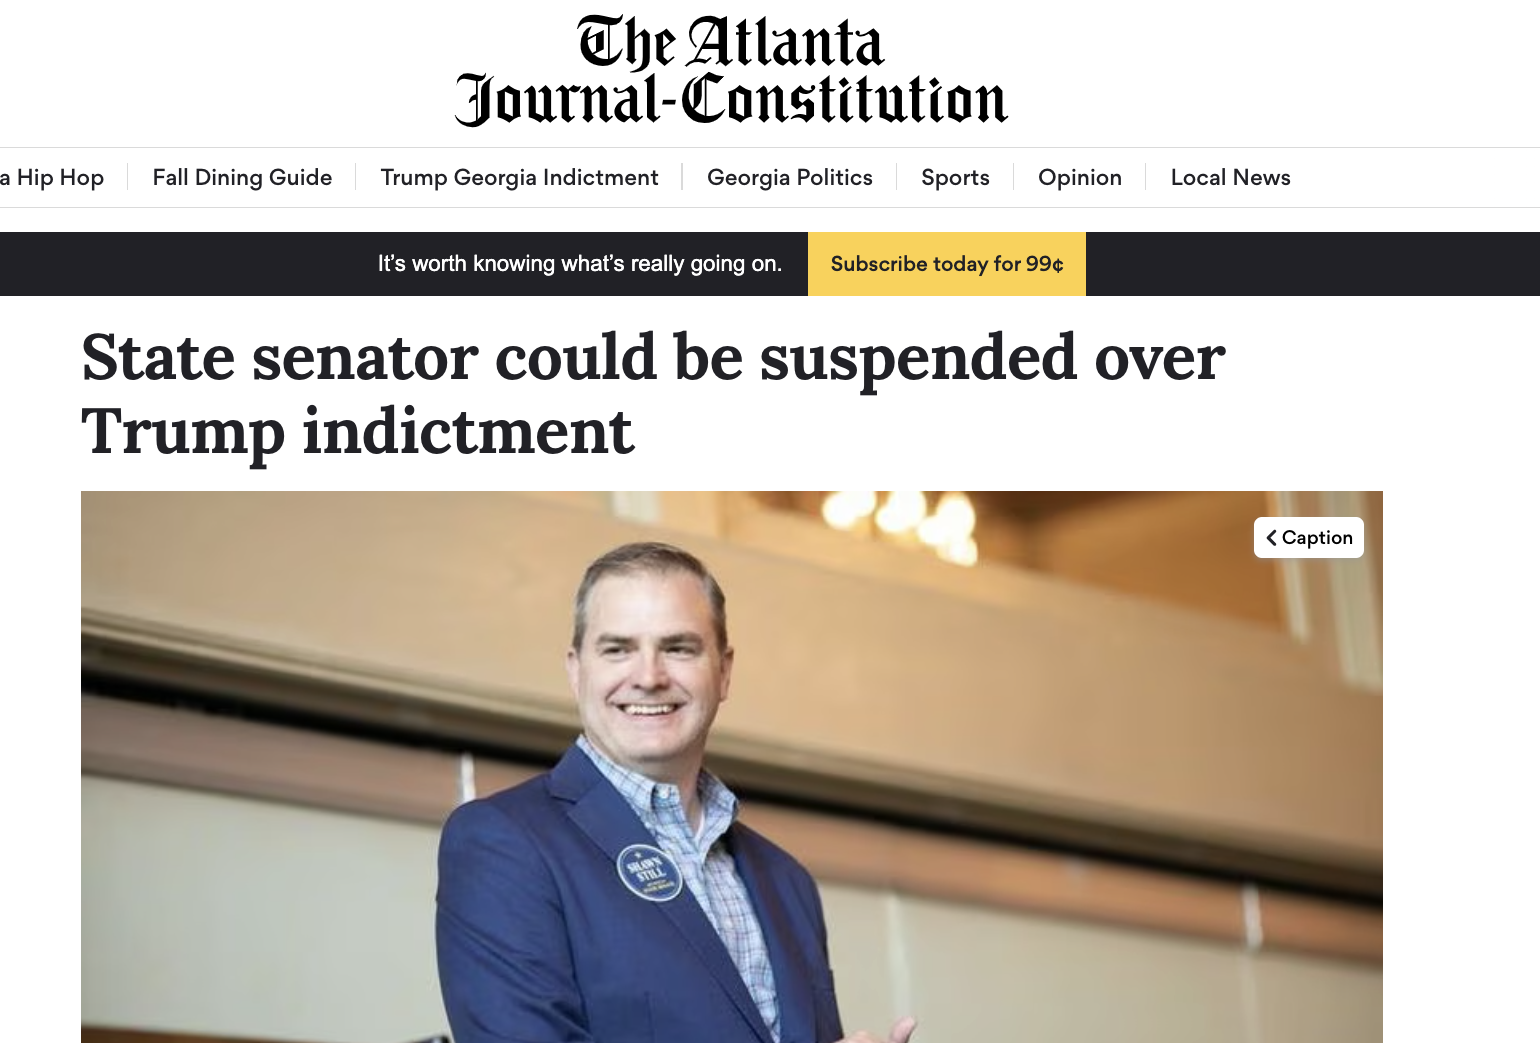 The Atlanta
Journal-Constitution
a Hip Hop
Fall Dining Guide
Trump Georgia Indictment
Georgia Politics
Sports
Opinion
Local News
It's worth knowing what's really going on.
Subscribe today for 99¢
State senator could be suspended over
Trump indictment
Caption
SHAWN
STILL